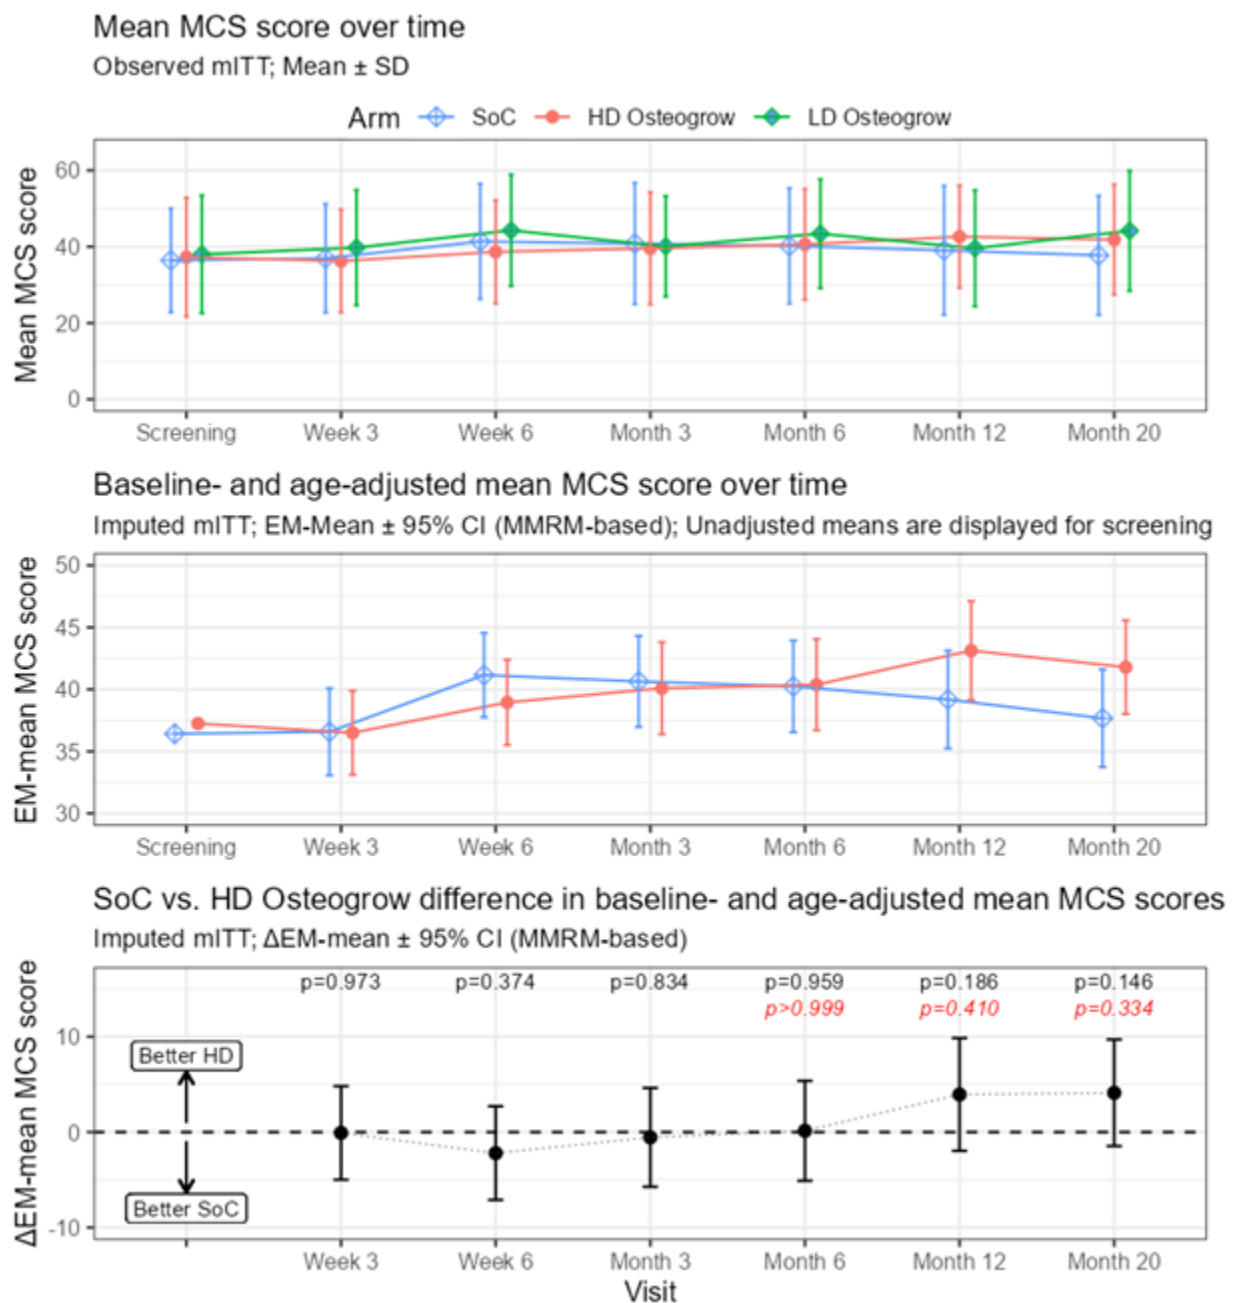 Mean MCS score over time
Observed mITT; Mean ± SD
Arm SoC HD Osteogrow LD Osteogrow
Mean MCS score
60
40
20
0
Screening Week 3 Week 6 Month 3 Month 6 Month 12 Month 20
Baseline- and age-adjusted mean MCS score over time
Imputed mITT; EM-Mean ± 95% CI (MMRM-based); Unadjusted means are displayed for screening
EM-mean MCS score
50
45
40
35
30
Screening Week 3 Week 6 Month 3 Month 6 Month 12 Month 20
SoC vs. HD Osteogrow difference in baseline- and age-adjusted mean MCS scores
Imputed mITT; ΔEM-mean ± 95% CI (MMRM-based)
ΔEM-mean MCS score
p=0.973 p=0.374 p=0.834 p=0.959 p=0.186 p=0.146
p>0.999 p=0.410 p=0.334
10
Better HD
0
Better SoC
-10
Week 3 Week 6 Month 3 Month 6 Month 12 Month 20
Visit